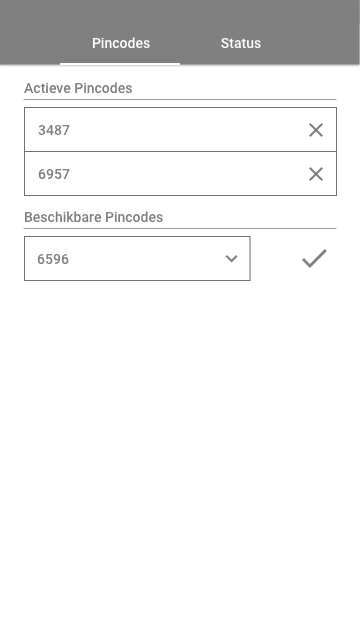 Pincodes Status
Actieve Pincodes
3487
6957
Beschikbare Pincodes
6596